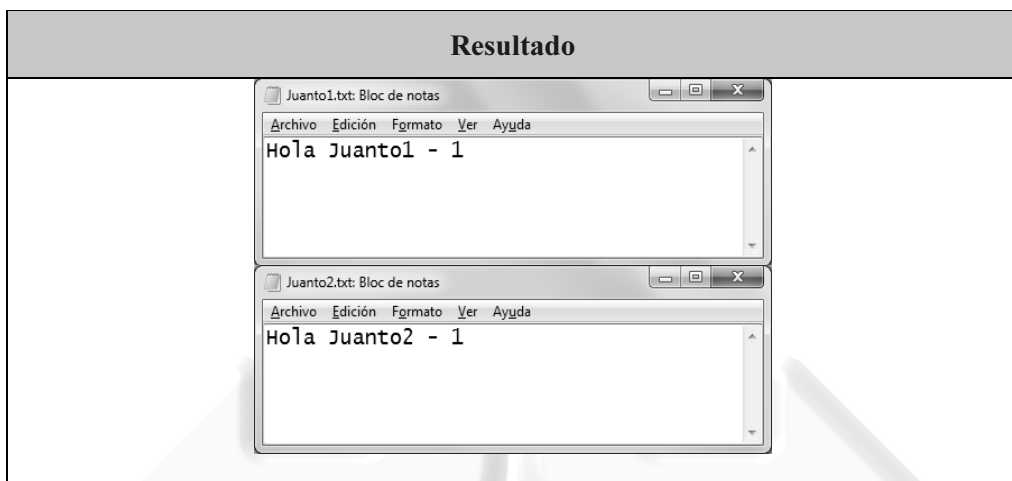 Resultado
Juanto1.txt: Bloc de notas
Archivo Edición Formato Ver Ayuda
Hola Juanto1 - 1
Juanto2.txt: Bloc de notas
Archivo Edición Formato Ver Ayuda
Hola Juanto2 - 1